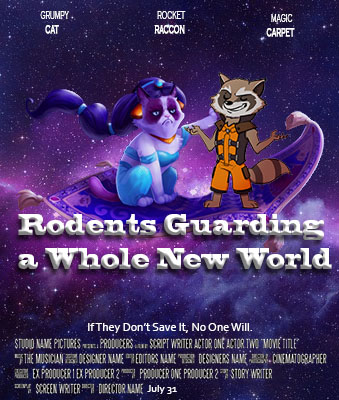 GRUMPY ROCKET MAGIC
CAT RACCON CARPET
Rodents Guarding
a Whole New World
If They Don't Save It, No One Will.
STUDIO NAME PICTURES PRESENTS A PRODUCERS A FILM BY SCRIPT WRITER ACTOR ONE ACTOR TWO "MOVIE TITLE"
THE MUSICIAN DESIGNER NAME EDITORS NAME DESIGNERS NAME CINEMATOGRAPHER
EX PRODUCER 1 EX PRODUCER 2 PRODUCER ONE PRODUCER 2 STORY WRITER
SCREEN WRITER DIRECTOR NAME July 31